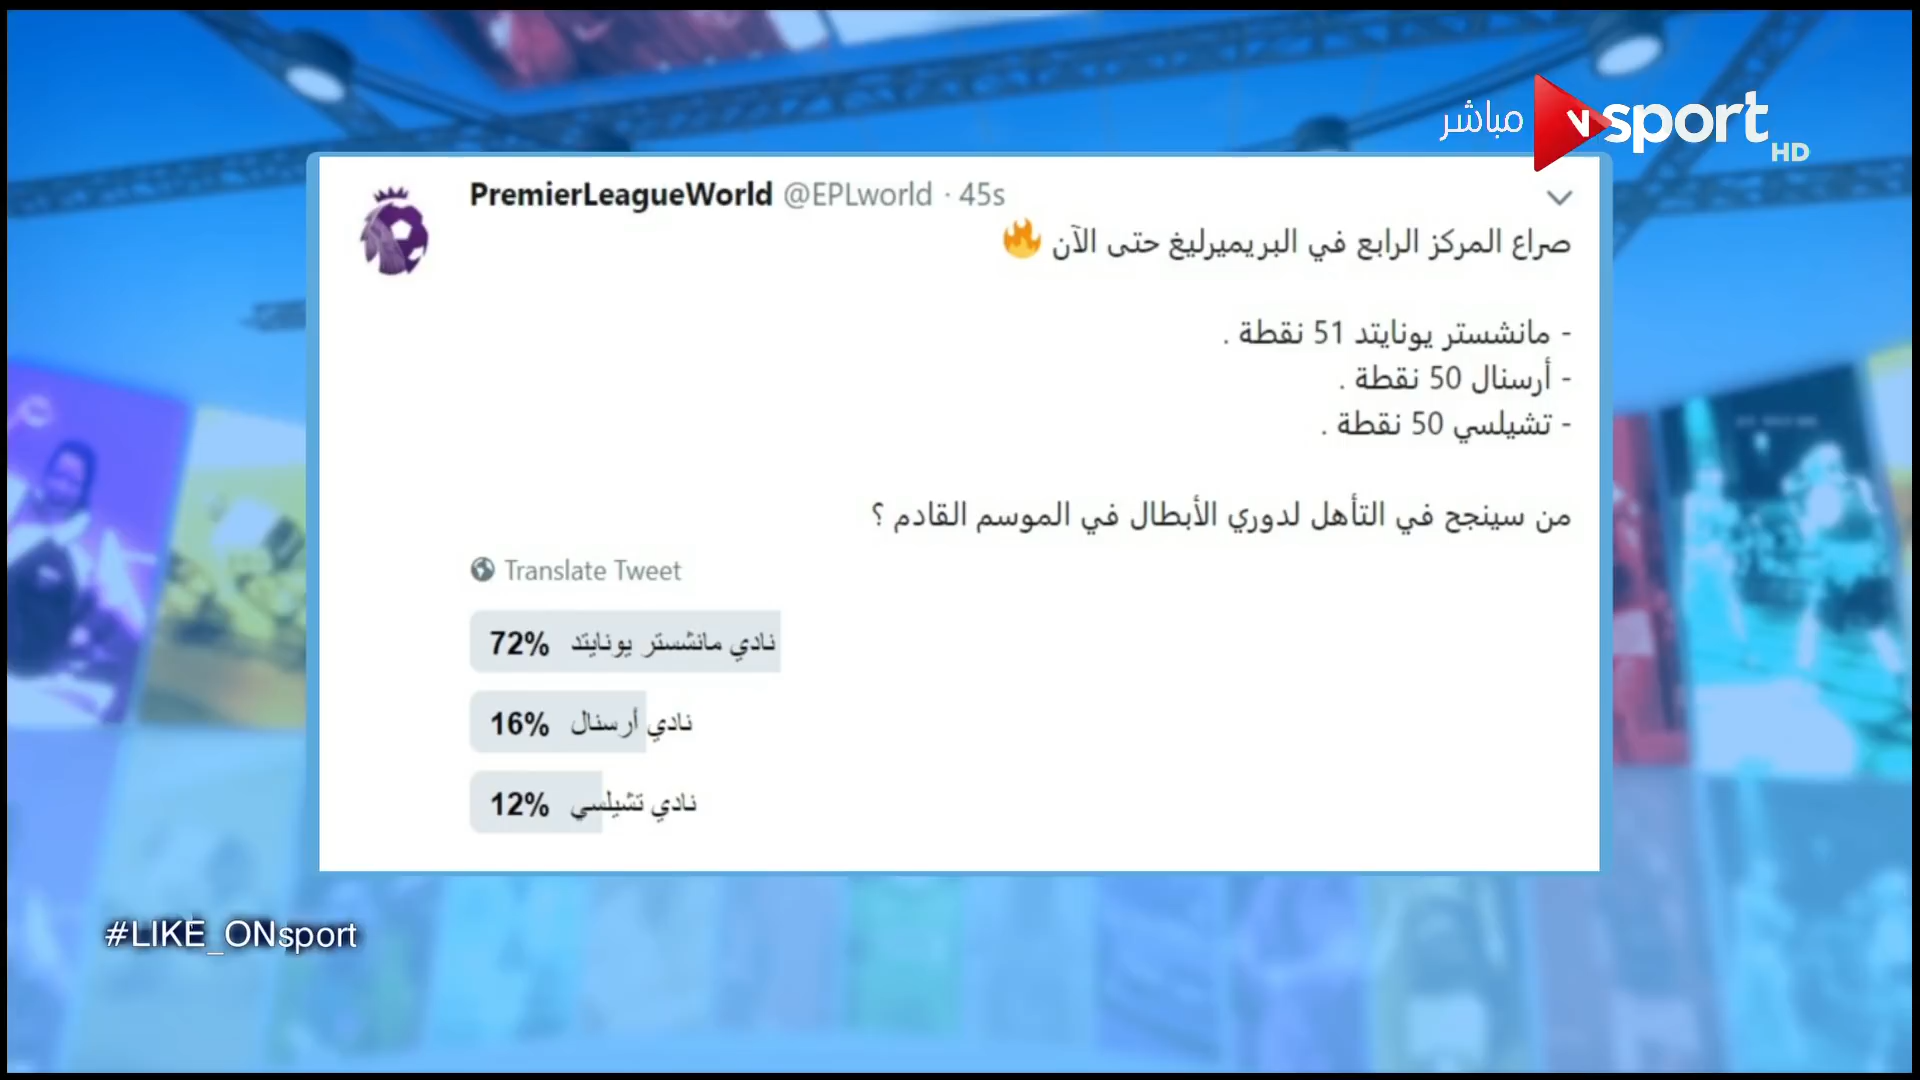 مباشر
sport
HD
PremierLeagueWorld @EPLworld · 45s
صراع المركز الرابع في البريميرليغ حتى الآن 🔥
- مانشستر يونايتد 51 نقطة .
- أرسنال 50 نقطة .
- تشيلسي 50 نقطة .
من سينجح في التأهل لدوري الأبطال في الموسم القادم ؟
Translate Tweet
72% نادي مانشستر يونايتد
16% نادي أرسنال
12% نادي تشيلسي
#LIKE_ONsport